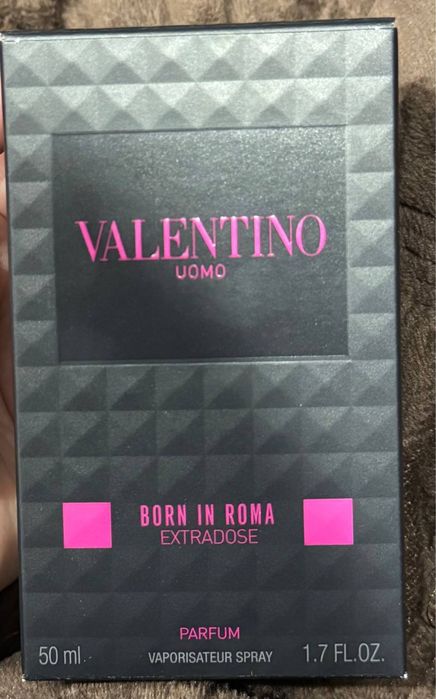 VALENTINO
UOMO
BORN IN ROMA
EXTRADOSE
PARFUM
50 ml VAPORISATEUR SPRAY 1.7 FL.OZ.